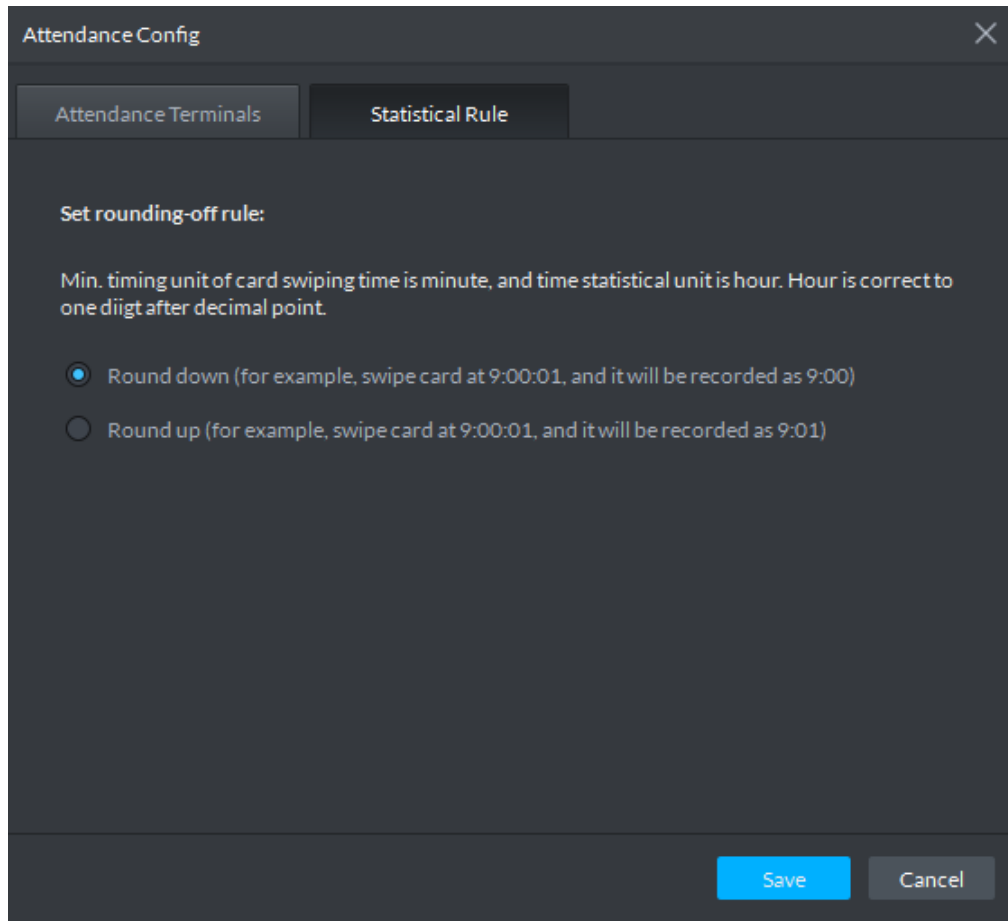 Attendance Config
Attendance Terminals
Statistical Rule
Set rounding-off rule:
Min. timing unit of card swiping time is minute, and time statistical unit is hour. Hour is correct to
one diigt after decimal point.
Round down (for example, swipe card at 9:00:01, and it will be recorded as 9:00)
Round up (for example, swipe card at 9:00:01, and it will be recorded as 9:01)
Save
Cancel